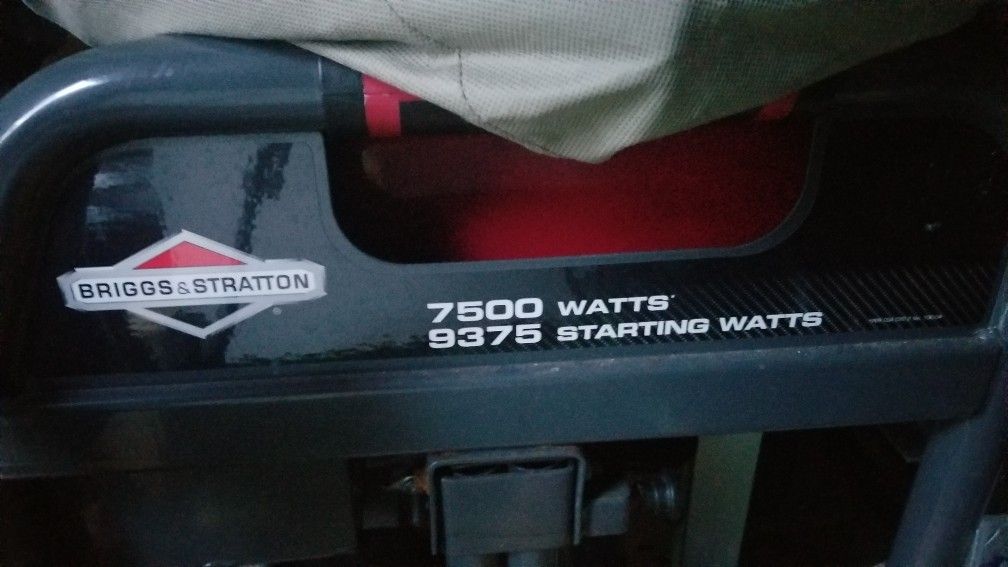 BRIGGS & STRATTON
7500 WATTS*
9375 STARTING WATTS